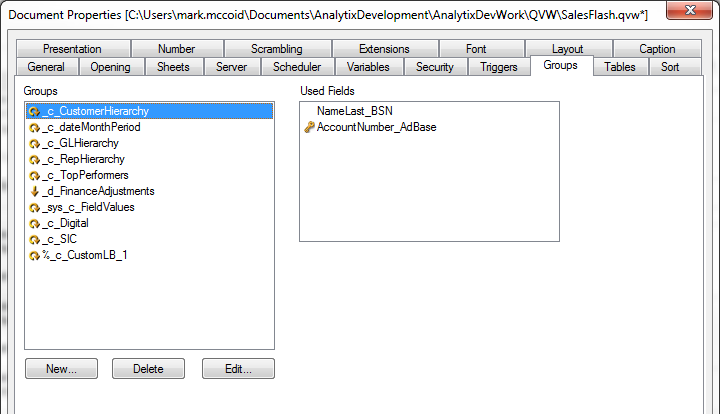 Document Properties [C:\Users\mark.mccoid\Documents\AnalytixDevelopment\AnalytixDevWork\QVW\SalesFlash.qvw*]
Presentation Number Scrambling Extensions Font Layout Caption
General Opening Sheets Server Scheduler Variables Security Triggers Groups Tables Sort
Groups
_c_CustomerHierarchy
_c_dateMonthPeriod
_c_GLHierarchy
_c_RepHierarchy
_c_TopPerformers
_d_FinanceAdjustments
_sys_c_FieldValues
_c_Digital
_c_SIC
%_c_CustomLB_1
New... Delete Edit...
Used Fields
NameLast_BSN
AccountNumber_AdBase